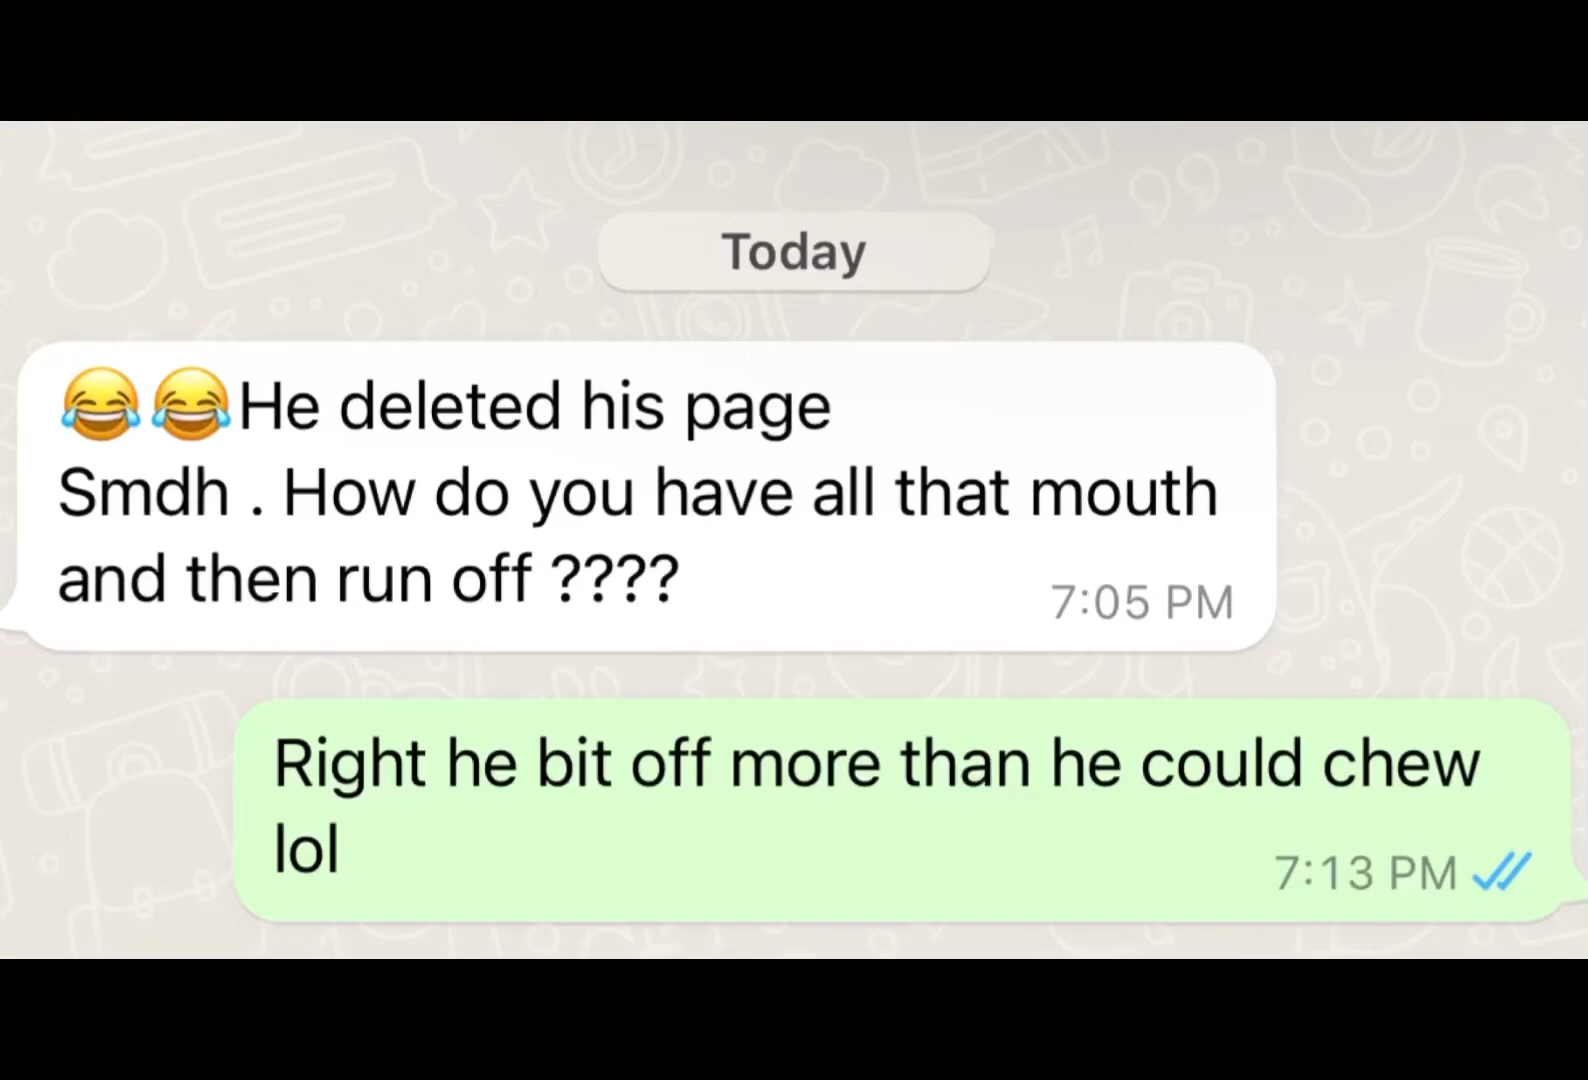 Today
😂😂He deleted his page
Smdh . How do you have all that mouth
and then run off ????
7:05 PM
Right he bit off more than he could chew
lol
7:13 PM